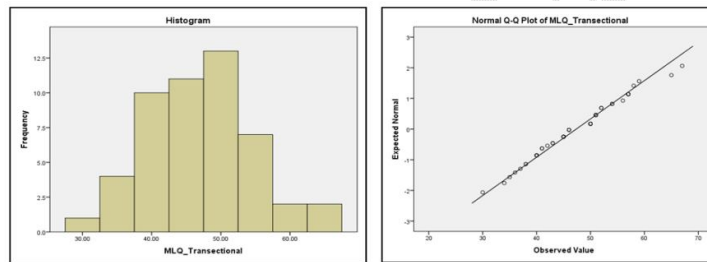 Histogram
Frequency
12.5
10.0
7.5
5.0
2.5
0.0
30.00 40.00 50.00 60.00
MLQ_Transectional
Normal Q-Q Plot of MLQ_Transectional
Expected Normal
3
2
1
0
-1
-2
-3
20 30 40 50 60 70
Observed Value